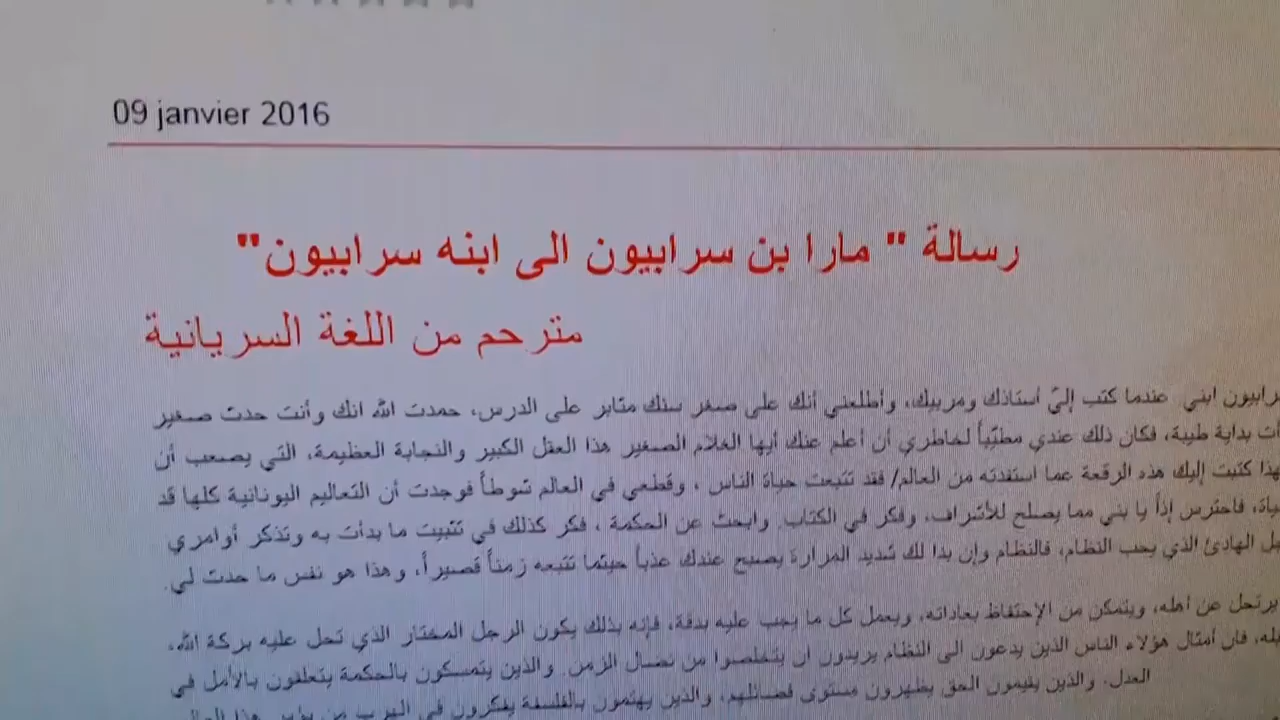 09 janvier 2016
رسالة " مارا بن سرابيون الى ابنه سرابيون"
مترحم من اللغة السريانية
ابني عندما كتب إليّ أستاذك ومربيك، وأطلعني أنك على صغر سنك مثابر على الدرس، حمدت الله انك وأنت حدث صغير
بداية طيبة، فكان ذلك عندي مطيّباً لخاطري أن أعلم عنك أيها الغلام الصغير هذا العقل الكبير والنجابة العظيمة، التي يصعب أن
كتبت إليك هذه الرقعة عما استفدته من العالم/ فقد تتبعت حياة الناس ، وقطعي في العالم شوطاً فوجدت أن التعاليم اليونانية كلها قد
فاحترس إذاً يا بني مما يصلح للأشراف، وفكر في الكتاب. وابحث عن الحكمة ، فكر كذلك في تثبيت ما بدأت به وتذكر أوامري
الهادئ الذي يحب النظام، فالنظام وإن بدا لك شديد المرارة يصبح عندك عذباً حيثما تتبعه زمناً قصيراً، وهذا هو نفس ما حدث لي.
يرتحل عن أهله، ويتمكن من الإحتفاظ بعاداته، ويعمل كل ما يجب عليه بدقة، فإنه بذلك يكون الرجل المختار الذي تحل عليه بركة الله،
فان أمثال هؤلاء الناس الذين يدعون الى النظام يريدون ان يتخلصوا من نضال الزمن. والذين يتمسكون بالحكمة يتعلقون بالأمل في
العدل. والذين يقيمون الحق يظهرون مستوى فضائلهم، والذين يهتمون بالفلسفة يفكرون في الهرب من